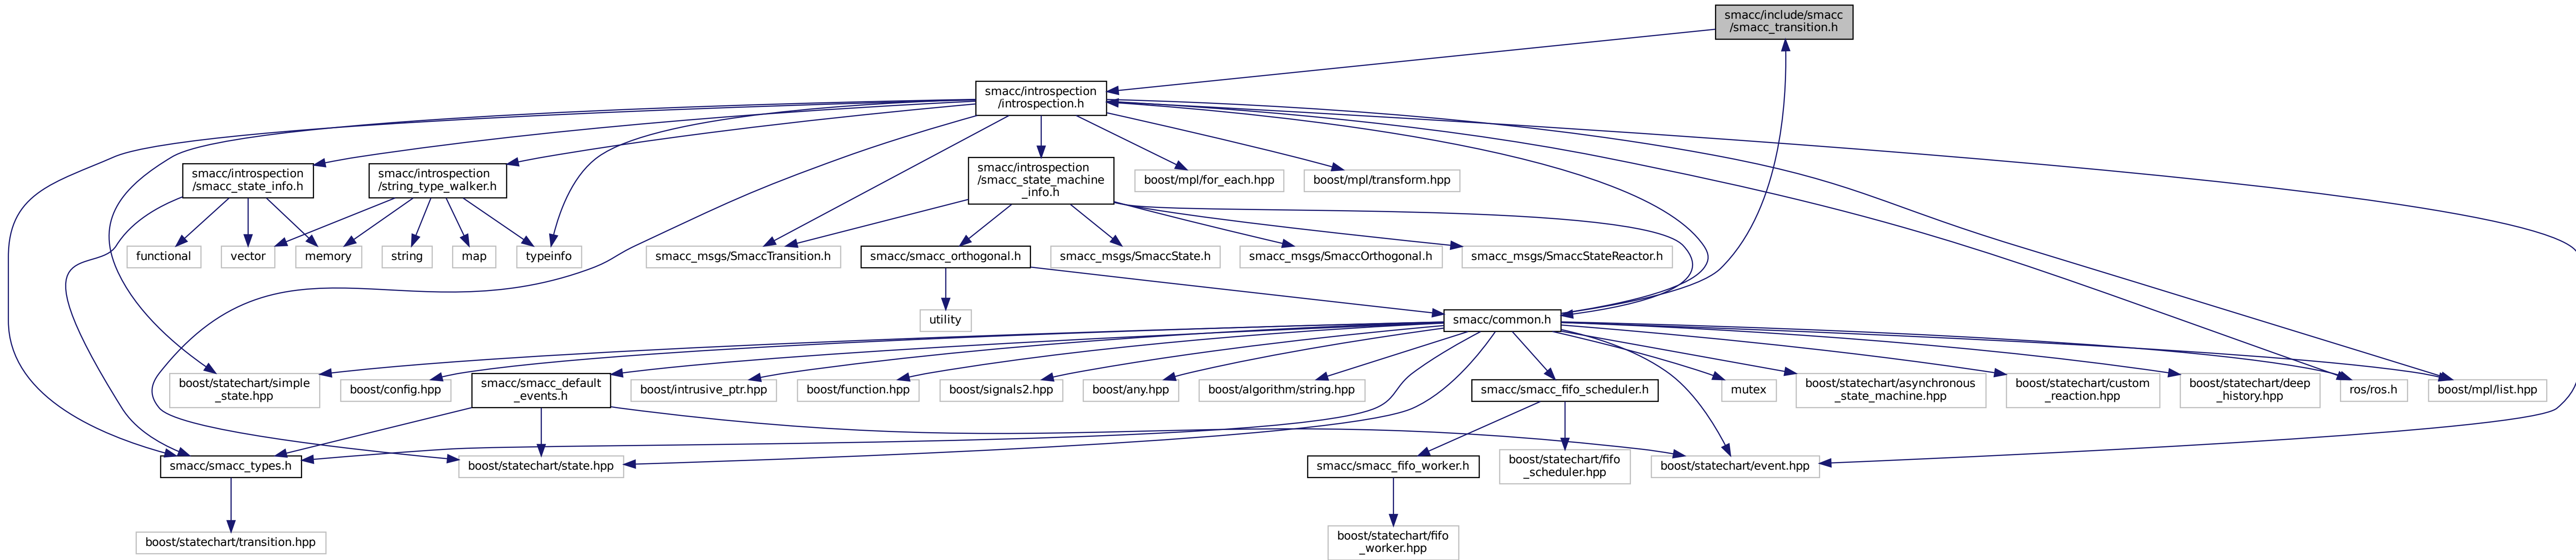 smacc/include/smacc
/smacc_transition.h
smacc/introspection
/introspection.h
smacc/introspection
/smacc_state_info.h
smacc/introspection
/string_type_walker.h
smacc/introspection
/smacc_state_machine
_info.h
boost/mpl/for_each.hpp
boost/mpl/transform.hpp
functional
vector
memory
string
map
typeinfo
smacc_msgs/SmaccTransition.h
smacc/smacc_orthogonal.h
smacc_msgs/SmaccState.h
smacc_msgs/SmaccOrthogonal.h
smacc_msgs/SmaccStateReactor.h
utility
smacc/common.h
boost/statechart/simple
_state.hpp
boost/config.hpp
smacc/smacc_default
_events.h
boost/intrusive_ptr.hpp
boost/function.hpp
boost/signals2.hpp
boost/any.hpp
boost/algorithm/string.hpp
smacc/smacc_fifo_scheduler.h
mutex
boost/statechart/asynchronous
_state_machine.hpp
boost/statechart/custom
_reaction.hpp
boost/statechart/deep
_history.hpp
ros/ros.h
boost/mpl/list.hpp
smacc/smacc_types.h
boost/statechart/state.hpp
smacc/smacc_fifo_worker.h
boost/statechart/fifo
_scheduler.hpp
boost/statechart/event.hpp
boost/statechart/transition.hpp
boost/statechart/fifo
_worker.hpp